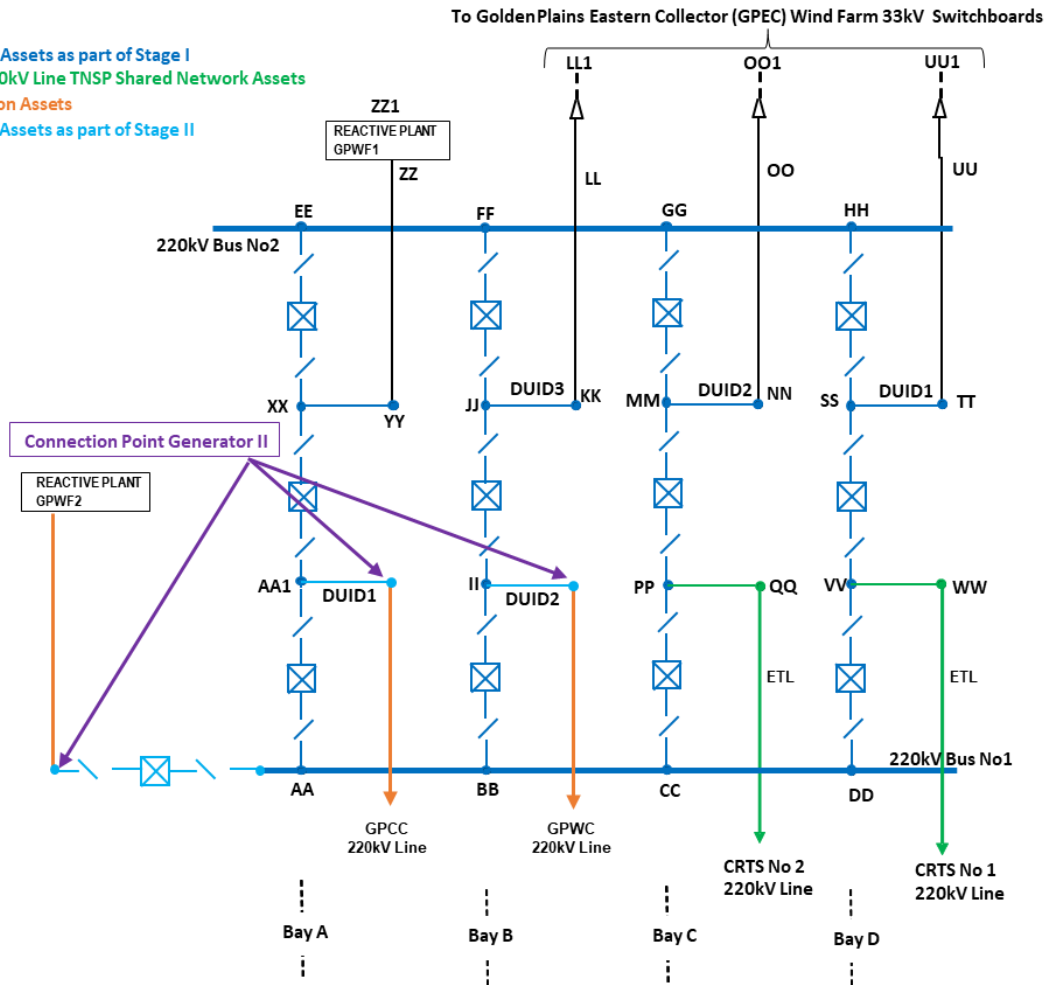 To GoldenPlains Eastern Collector (GPEC) Wind Farm 33kV Switchboards
Assets as part of Stage I
0kV Line TNSP Shared Network Assets
on Assets
Assets as part of Stage II
LL1
OO1
UU1
ZZ1
REACTIVE PLANT
GPWF1
ZZ
LL
OO
UU
EE
FF
GG
HH
220kV Bus No2
XX
YY
DUID3
JJ
KK
DUID2
MM
NN
DUID1
SS
TT
Connection Point Generator II
REACTIVE PLANT
GPWF2
AA1
DUID1
II
DUID2
PP
QQ
VV
WW
ETL
ETL
220kV Bus No1
AA
BB
CC
DD
GPCC
220kV Line
GPWC
220kV Line
CRTS No 2
220kV Line
CRTS No 1
220kV Line
Bay A
Bay B
Bay C
Bay D